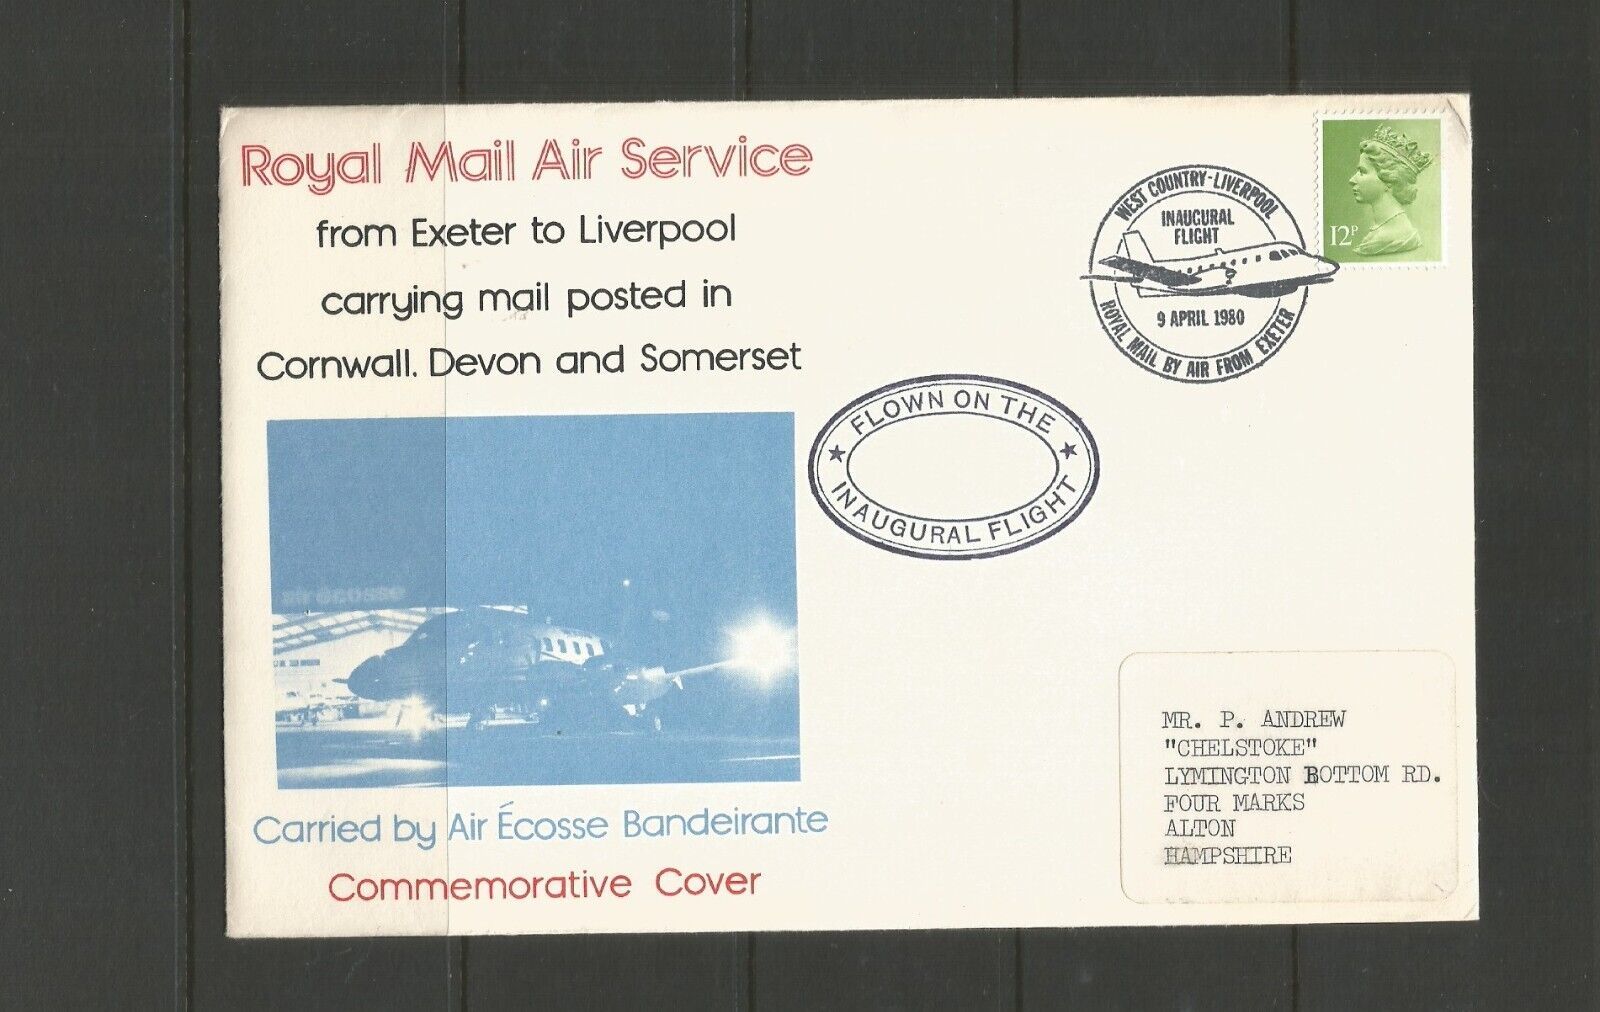 Royal Mail Air Service
from Exeter to Liverpool
carrying mail posted in
Cornwall. Devon and Somerset
air écosse
Carried by Air Écosse Bandeirante
Commemorative Cover
WEST COUNTRY-LIVERPOOL
INAUGURAL
FLIGHT
9 APRIL 1980
ROYAL MAIL BY AIR FROM EXETER
12P
FLOWN ON THE
INAUGURAL FLIGHT
MR. P. ANDREW
"CHELSTOKE"
LYMINGTON BOTTOM RD.
FOUR MARKS
ALTON
HAMPSHIRE